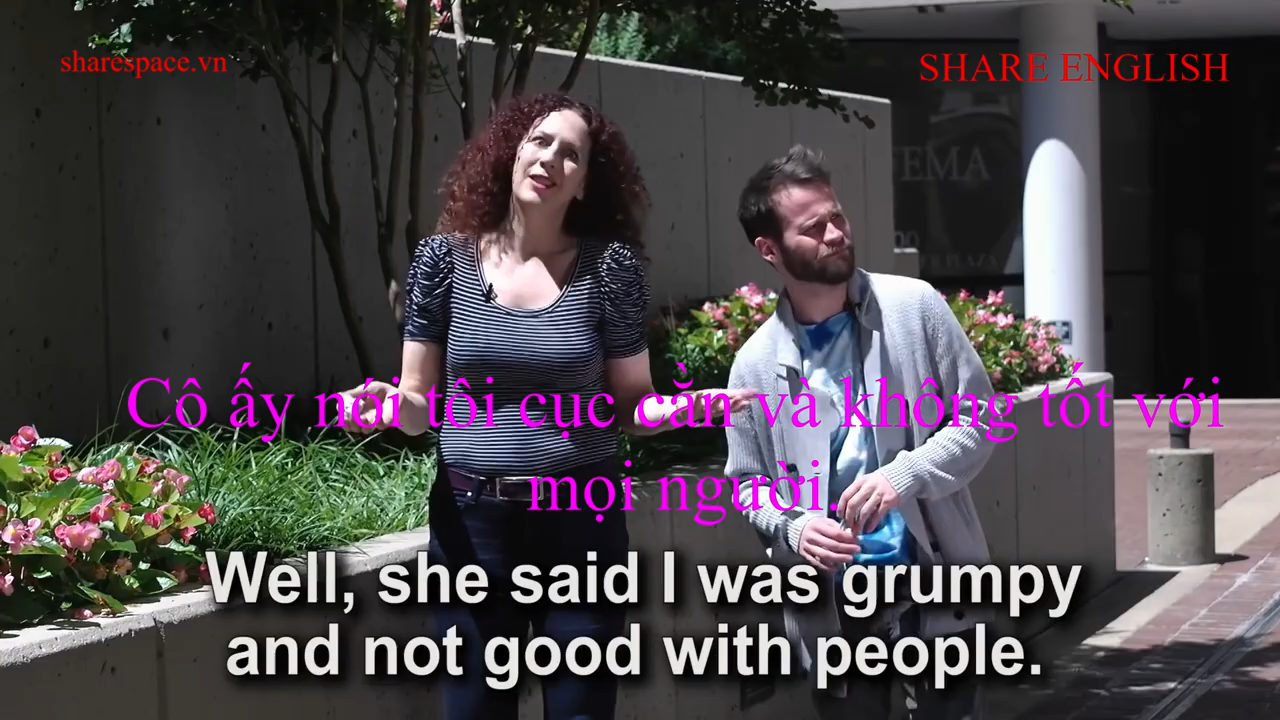 sharespace.vn
SHARE ENGLISH
Cô ấy nói tôi cục cằn và không tốt với
mọi người.
Well, she said I was grumpy
and not good with people.